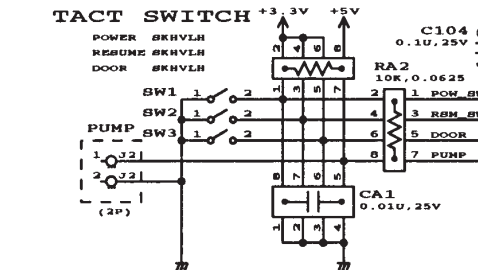 TACT SWITCH
+3.3V +5V
POWER SKHVLH
RESUME SKHVLH
DOOR SKHVLH
C104
0.1U,25V
2 4 6 8
RA2
10K,0.0625
1 3 5 7
SW1 1 2 2 1
SW2 1 2 4 3
SW3 1 2 6 5 DOOR
PUMP 8 7 PUMP
1 J2
2 J2
(2P)
8 7 6 5
CA1
0.01U,25V
1 2 3 4